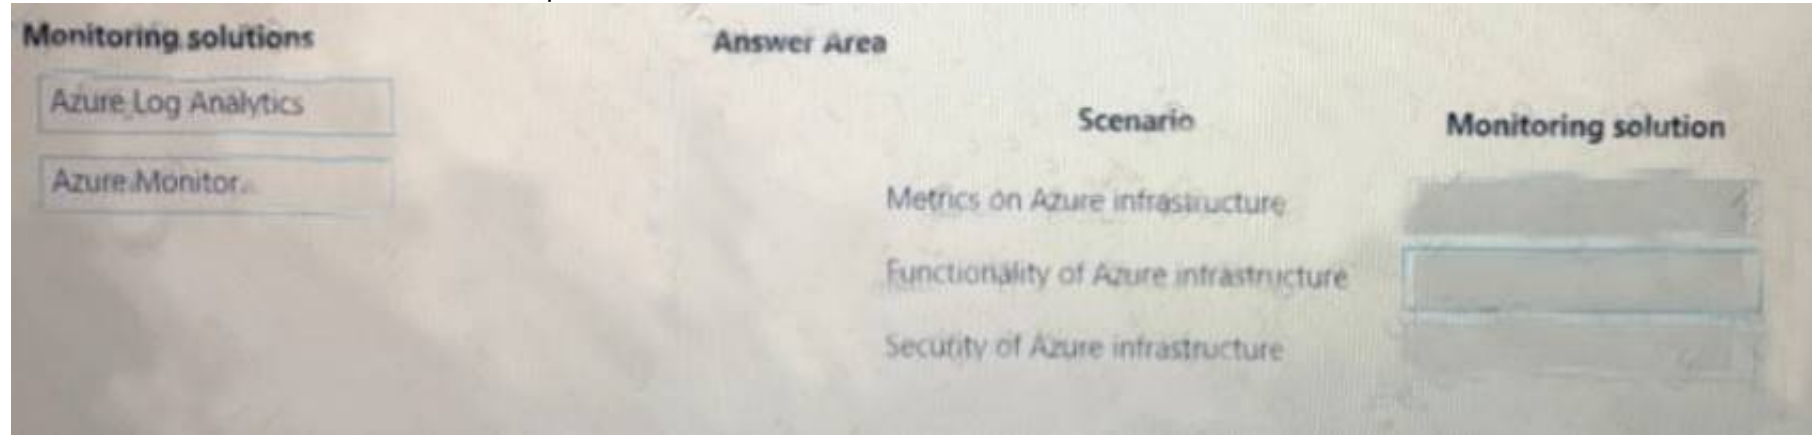 Monitoring solutions
Azure Log Analytics
Azure Monitor
Answer Area
Scenario
Monitoring solution
Metrics on Azure infrastructure
Functionality of Azure infrastructure
Security of Azure infrastructure